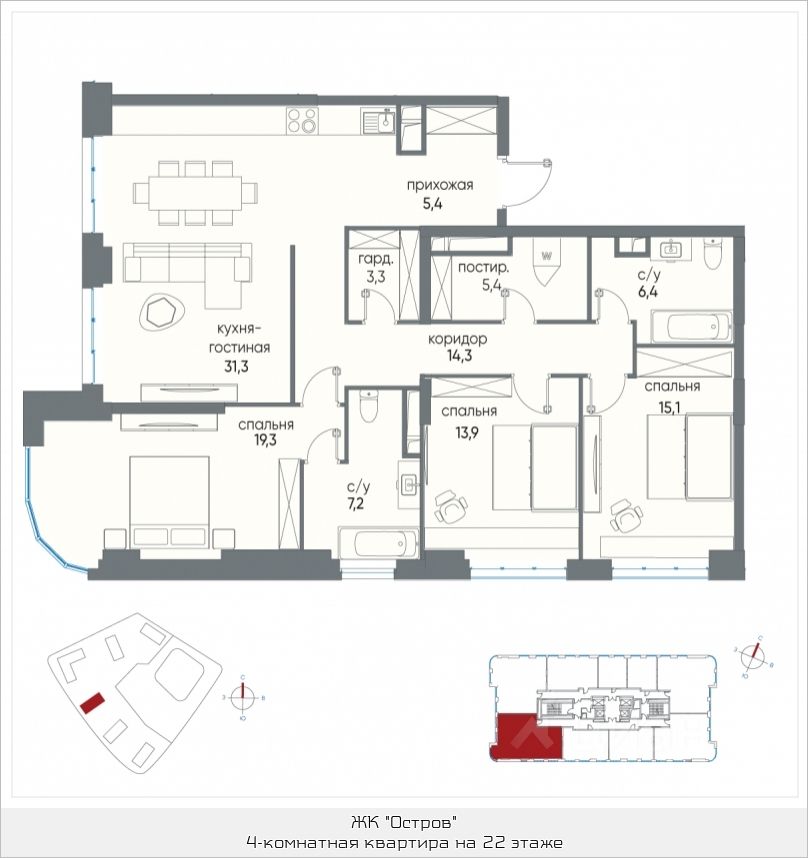 прихожая
5,4
гард.
3,3
постир.
5,4
W
с/у
6,4
кухня-
гостиная
31,3
коридор
14,3
спальня
19,3
с/у
7,2
спальня
13,9
спальня
15,1
С
З
В
Ю
С
З
В
Ю
ЖК "Остров"
4-комнатная квартира на 22 этаже